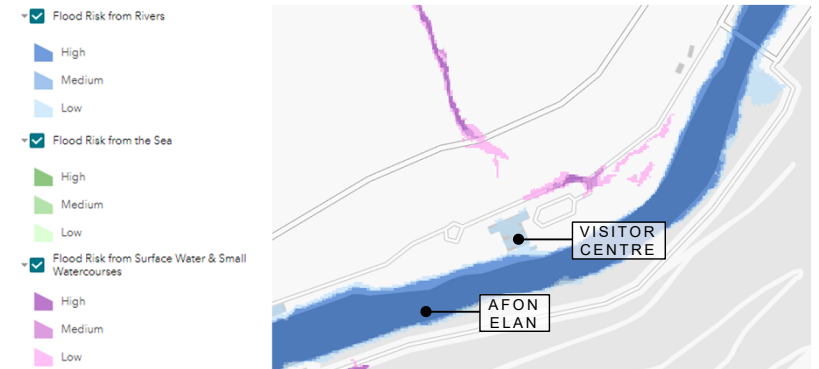 Flood Risk from Rivers
High
Medium
Low
Flood Risk from the Sea
High
Medium
Low
Flood Risk from Surface Water & Small
Watercourses
High
Medium
Low
VISITOR
CENTRE
AFON
ELAN